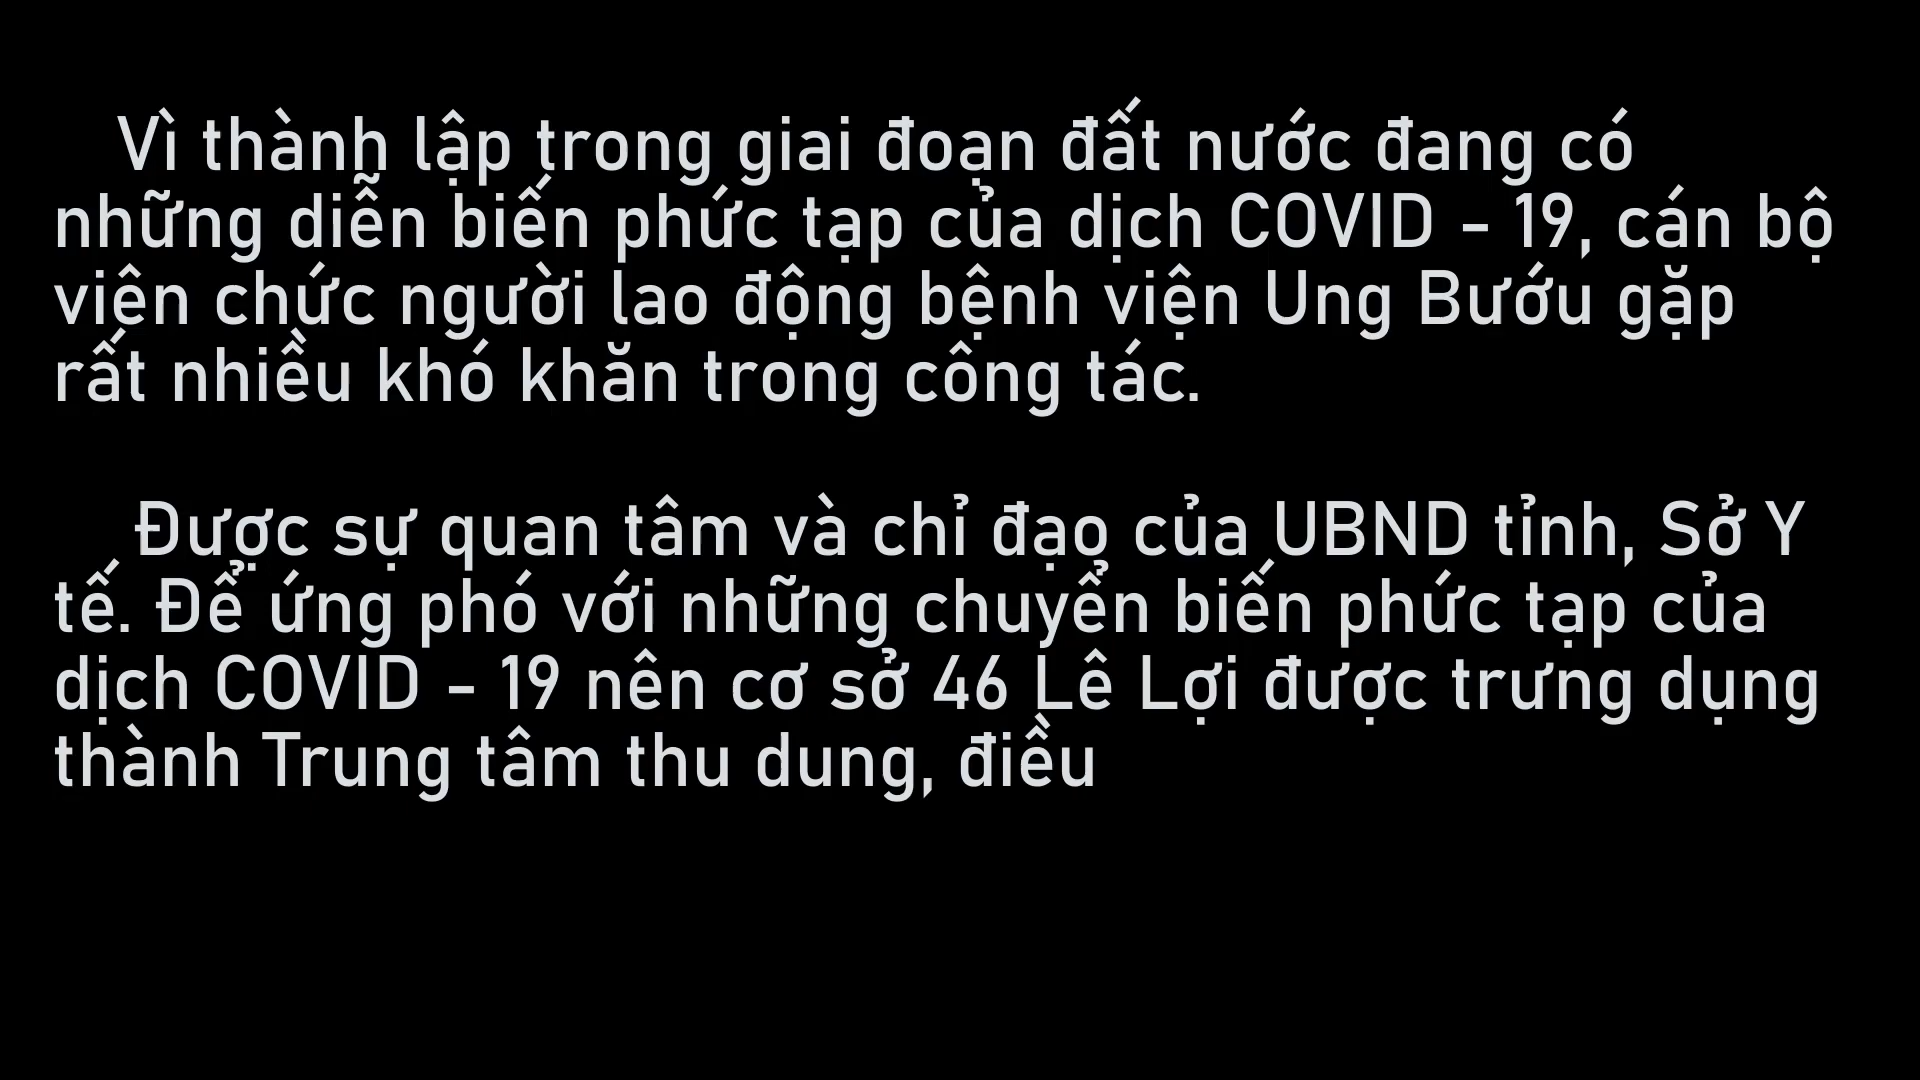 Vì thành lập trong giai đoạn đất nước đang có
những diễn biến phức tạp của dịch COVID - 19, cán bộ
viên chức người lao động bệnh viện Ung Bướu gặp
rất nhiều khó khăn trong công tác.
Được sự quan tâm và chỉ đạo của UBND tỉnh, Sở Y
tế. Để ứng phó với những chuyển biến phức tạp của
dịch COVID - 19 nên cơ sở 46 Lê Lợi được trưng dụng
thành Trung tâm thu dung, điều